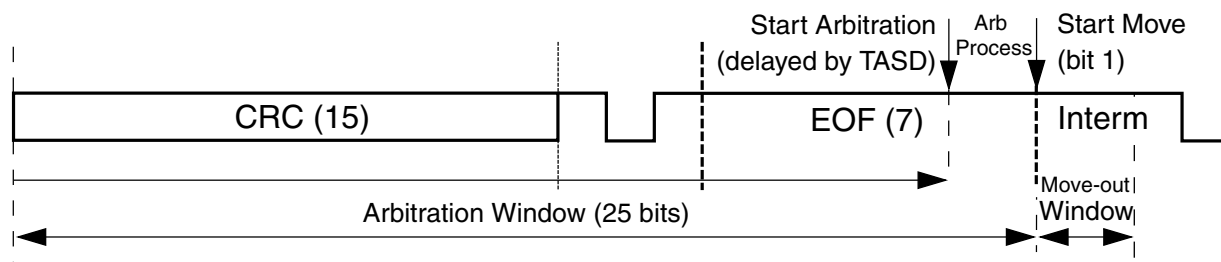 Start Arbitration
(delayed by TASD)
Arb
Process
Start Move
(bit 1)
CRC (15)
EOF (7)
Interm
Arbitration Window (25 bits)
Move-out
Window